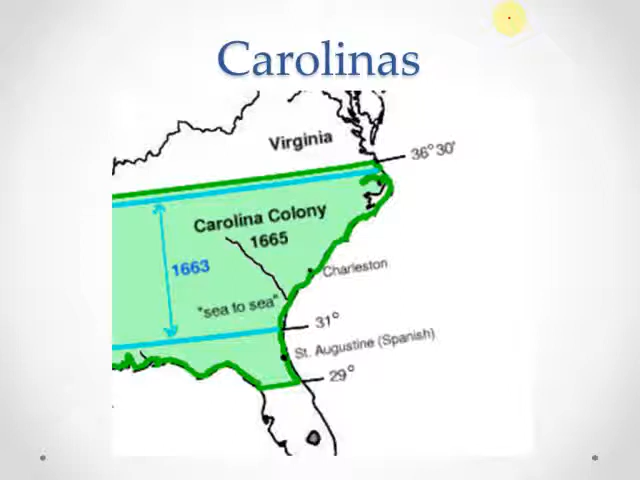 Carolinas
Virginia
36°30'
Carolina Colony
1665
1663
Charleston
"sea to sea"
31°
St. Augustine (Spanish)
29°